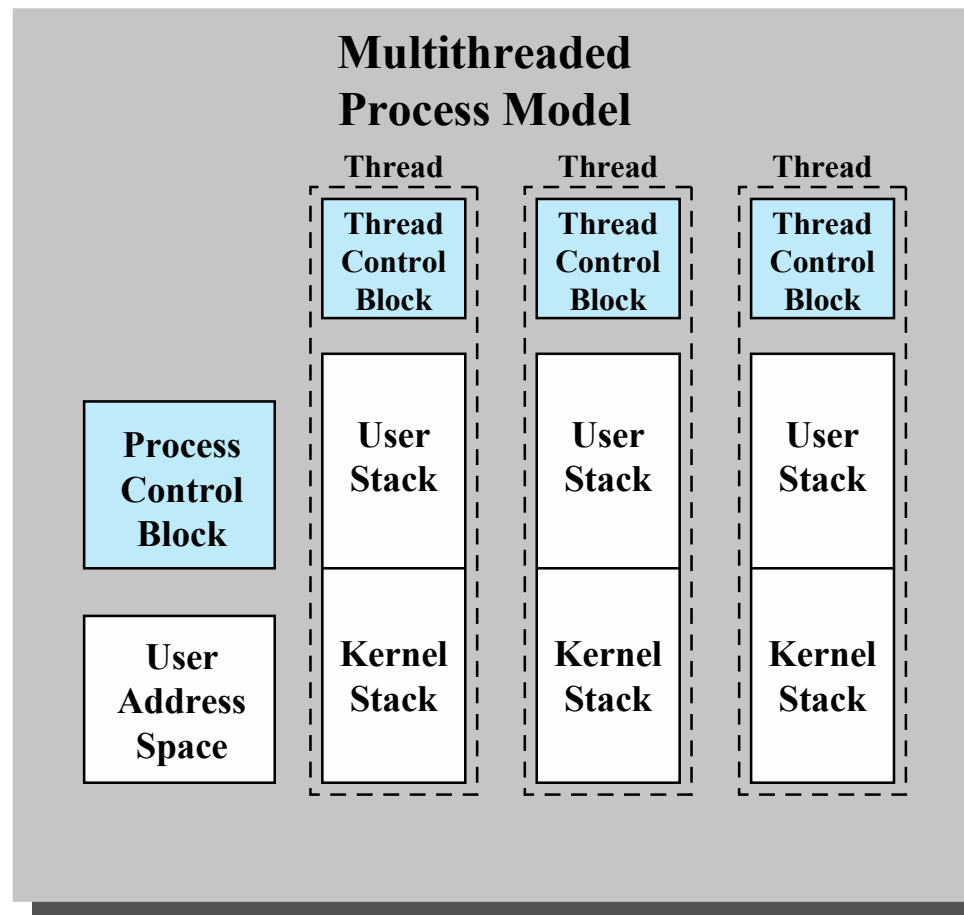 Multithreaded
Process Model
Thread
Thread
Thread
Thread
Control
Block
Thread
Control
Block
Thread
Control
Block
Process
Control
Block
User
Stack
User
Stack
User
Stack
User
Address
Space
Kernel
Stack
Kernel
Stack
Kernel
Stack